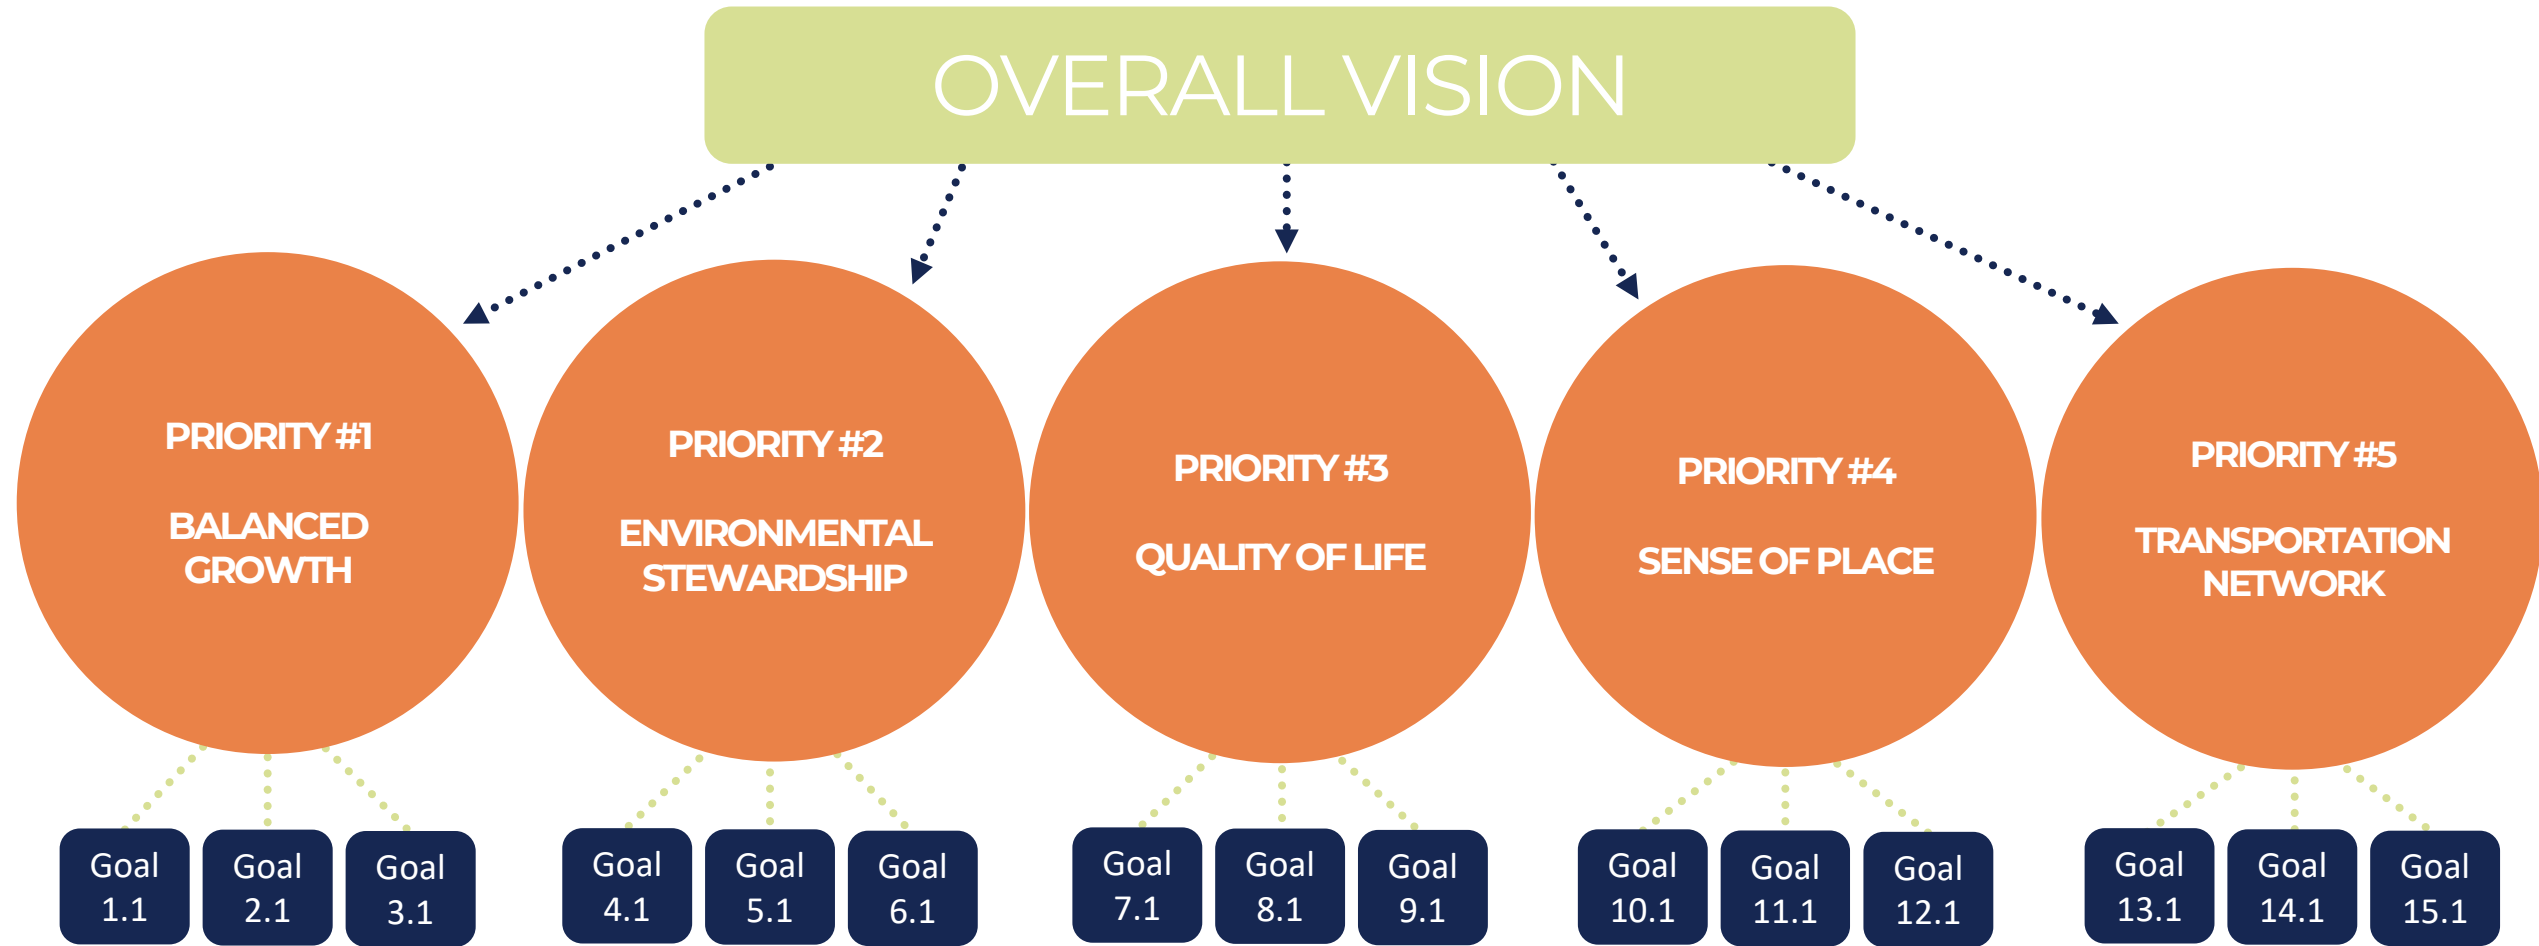 OVERALL VISION
PRIORITY #1
BALANCED
GROWTH
PRIORITY #2
ENVIRONMENTAL
STEWARDSHIP
PRIORITY #3
QUALITY OF LIFE
PRIORITY #4
SENSE OF PLACE
PRIORITY #5
TRANSPORTATION
NETWORK
Goal
1.1
Goal
2.1
Goal
3.1
Goal
4.1
Goal
5.1
Goal
6.1
Goal
7.1
Goal
8.1
Goal
9.1
Goal
10.1
Goal
11.1
Goal
12.1
Goal
13.1
Goal
14.1
Goal
15.1